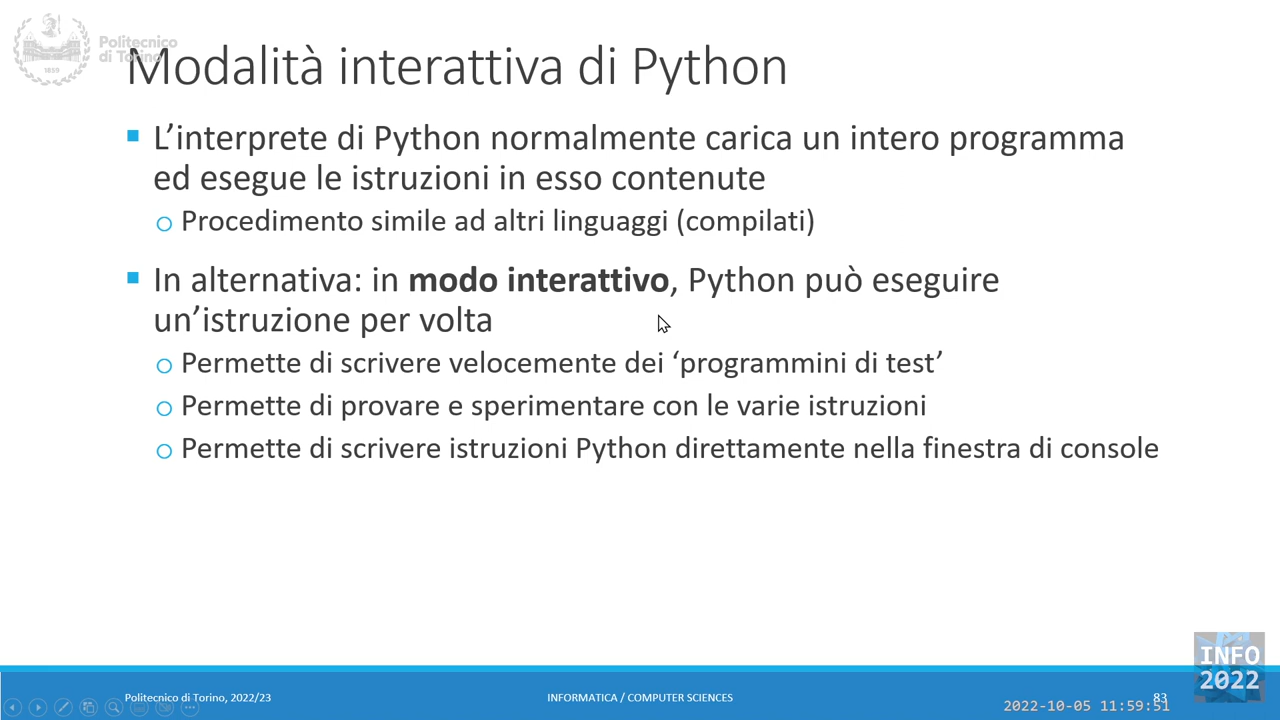 Politecnico
di Torino
1859
Modalità interattiva di Python
L’interprete di Python normalmente carica un intero programma
ed esegue le istruzioni in esso contenute
Procedimento simile ad altri linguaggi (compilati)
In alternativa: in modo interattivo, Python può eseguire
un’istruzione per volta
Permette di scrivere velocemente dei ‘programmini di test’
Permette di provare e sperimentare con le varie istruzioni
Permette di scrivere istruzioni Python direttamente nella finestra di console
INFO
2022
Politecnico di Torino, 2022/23
INFORMATICA / COMPUTER SCIENCES
83
2022-10-05 11:59:51